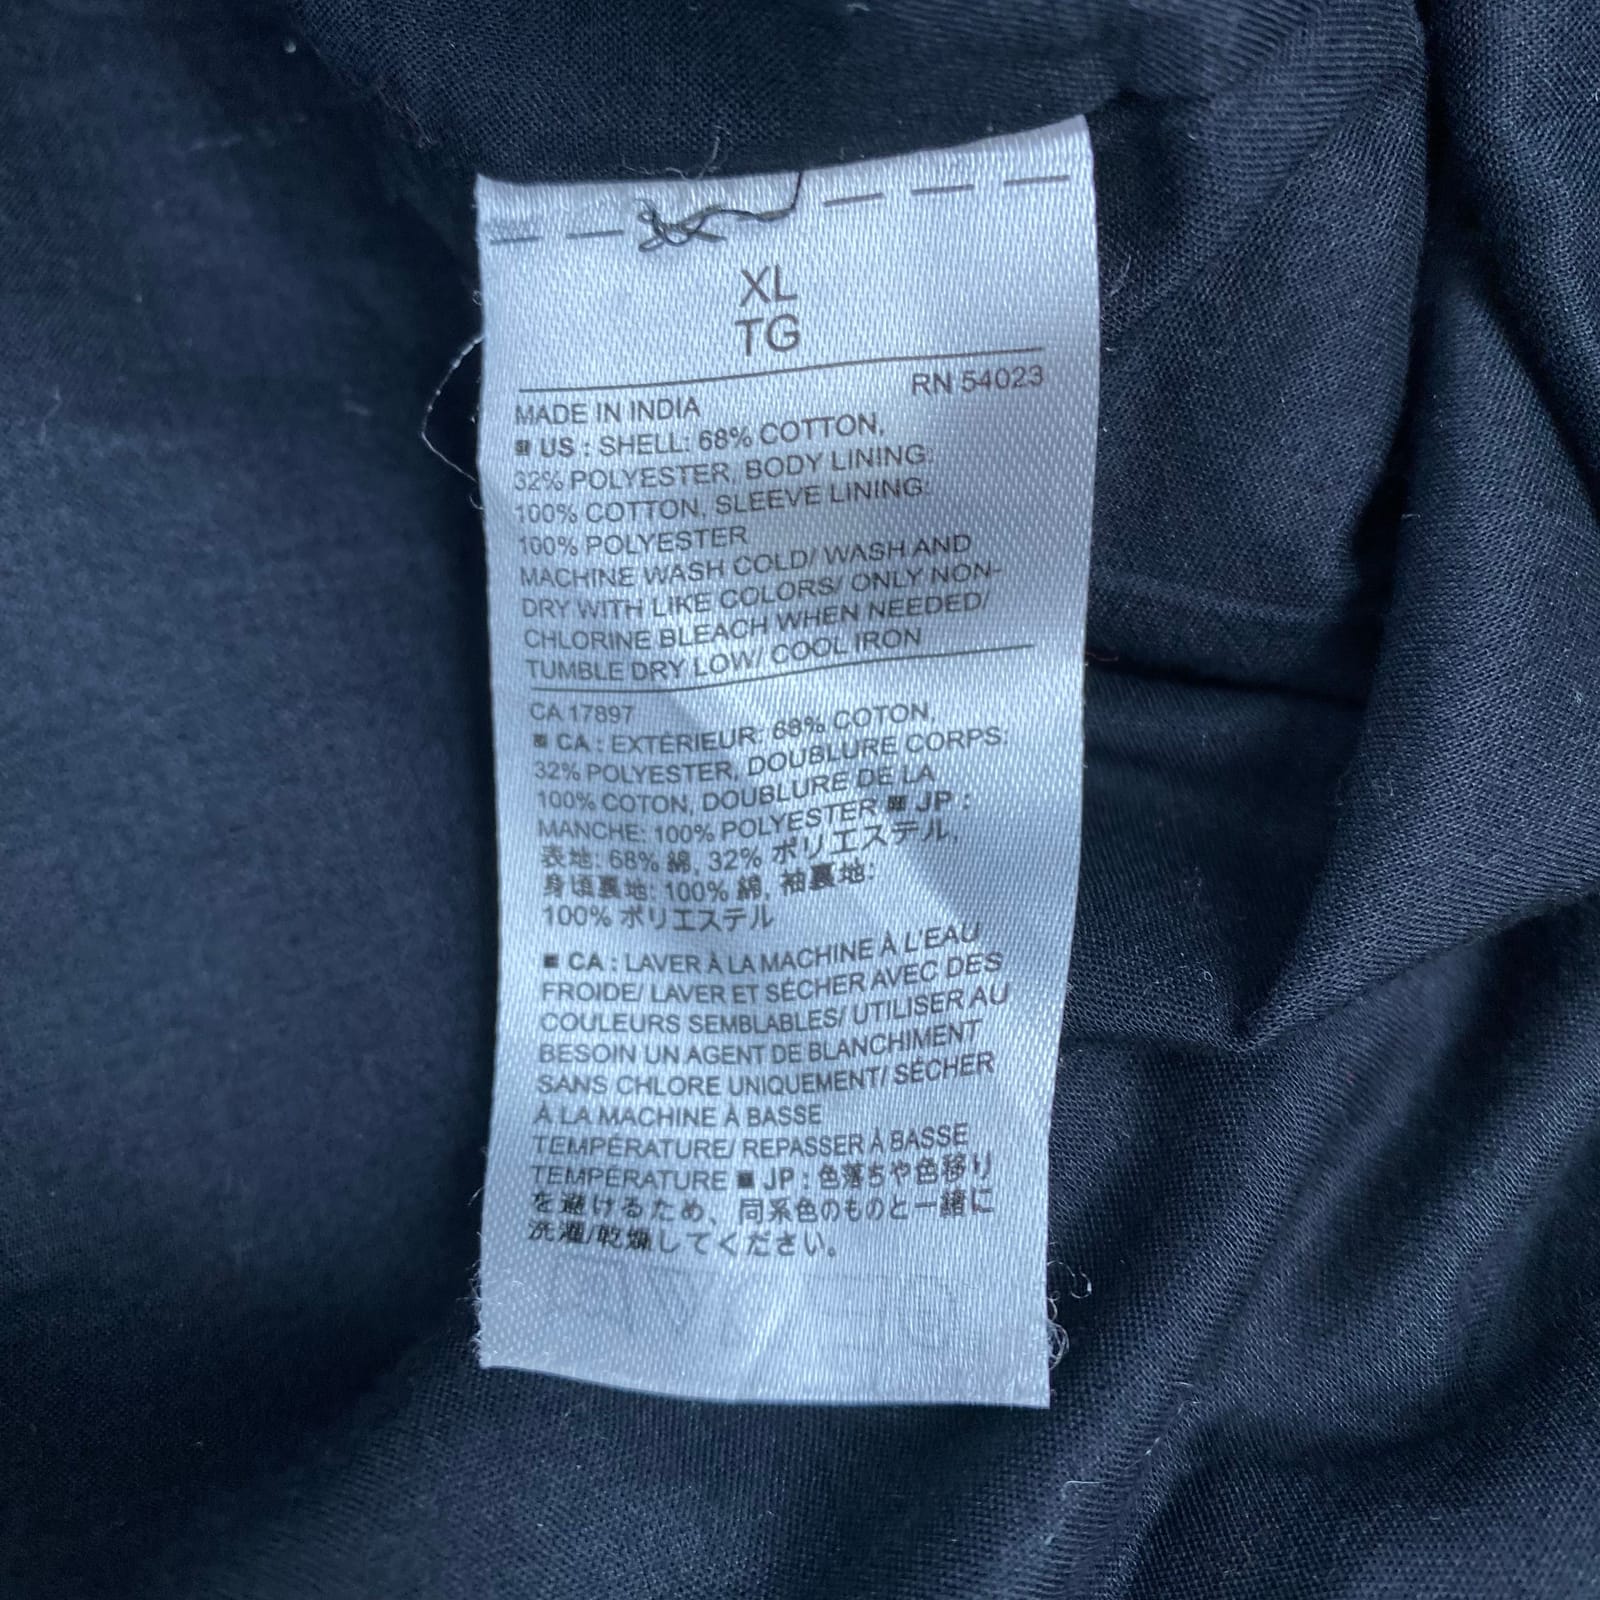 XL
TG
RN 54023
MADE IN INDIA
■ US : SHELL: 68% COTTON,
32% POLYESTER, BODY LINING:
100% COTTON, SLEEVE LINING:
100% POLYESTER
MACHINE WASH COLD/ WASH AND
DRY WITH LIKE COLORS/ ONLY NON-
CHLORINE BLEACH WHEN NEEDED/
TUMBLE DRY LOW/ COOL IRON
CA 17897
■ CA : EXTÉRIEUR: 68% COTON,
32% POLYESTER, DOUBLURE CORPS:
100% COTON, DOUBLURE DE LA
MANCHE: 100% POLYESTER ■ JP :
表地: 68% 綿, 32% ポリエステル,
身頃裏地: 100% 綿, 袖裏地:
100% ポリエステル
■ CA : LAVER À LA MACHINE À L'EAU
FROIDE/ LAVER ET SÉCHER AVEC DES
COULEURS SEMBLABLES/ UTILISER AU
BESOIN UN AGENT DE BLANCHIMENT
SANS CHLORE UNIQUEMENT/ SÉCHER
À LA MACHINE À BASSE
TEMPÉRATURE/ REPASSER À BASSE
TEMPÉRATURE ■ JP : 色落ちや色移り
を避けるため、同系色のものと一緒に
洗濯/乾燥してください。